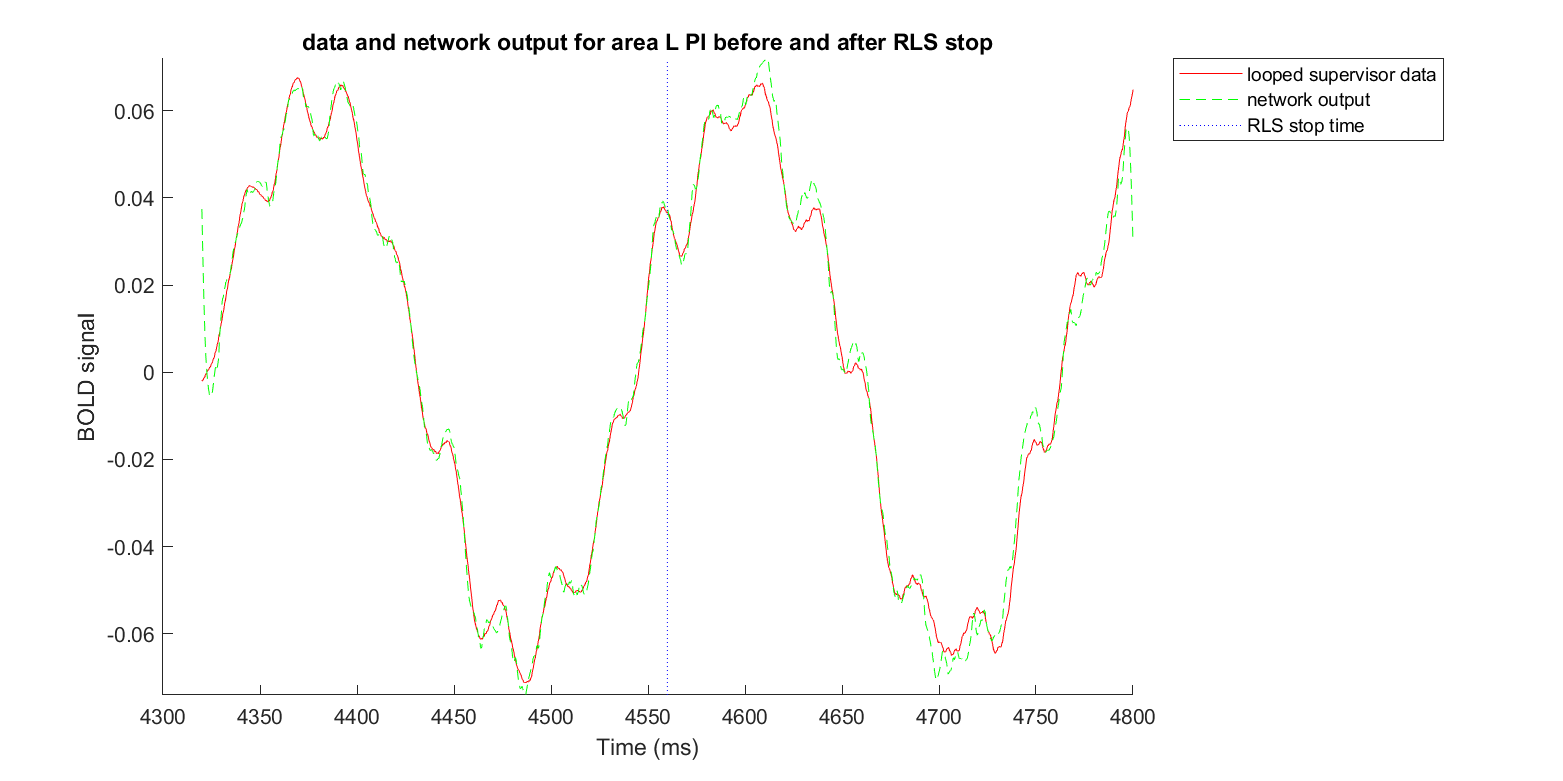 data and network output for area L PI before and after RLS stop
looped supervisor data
network output
RLS stop time
0.06
0.04
0.02
0
-0.02
-0.04
-0.06
BOLD signal
4300 4350 4400 4450 4500 4550 4600 4650 4700 4750 4800
Time (ms)